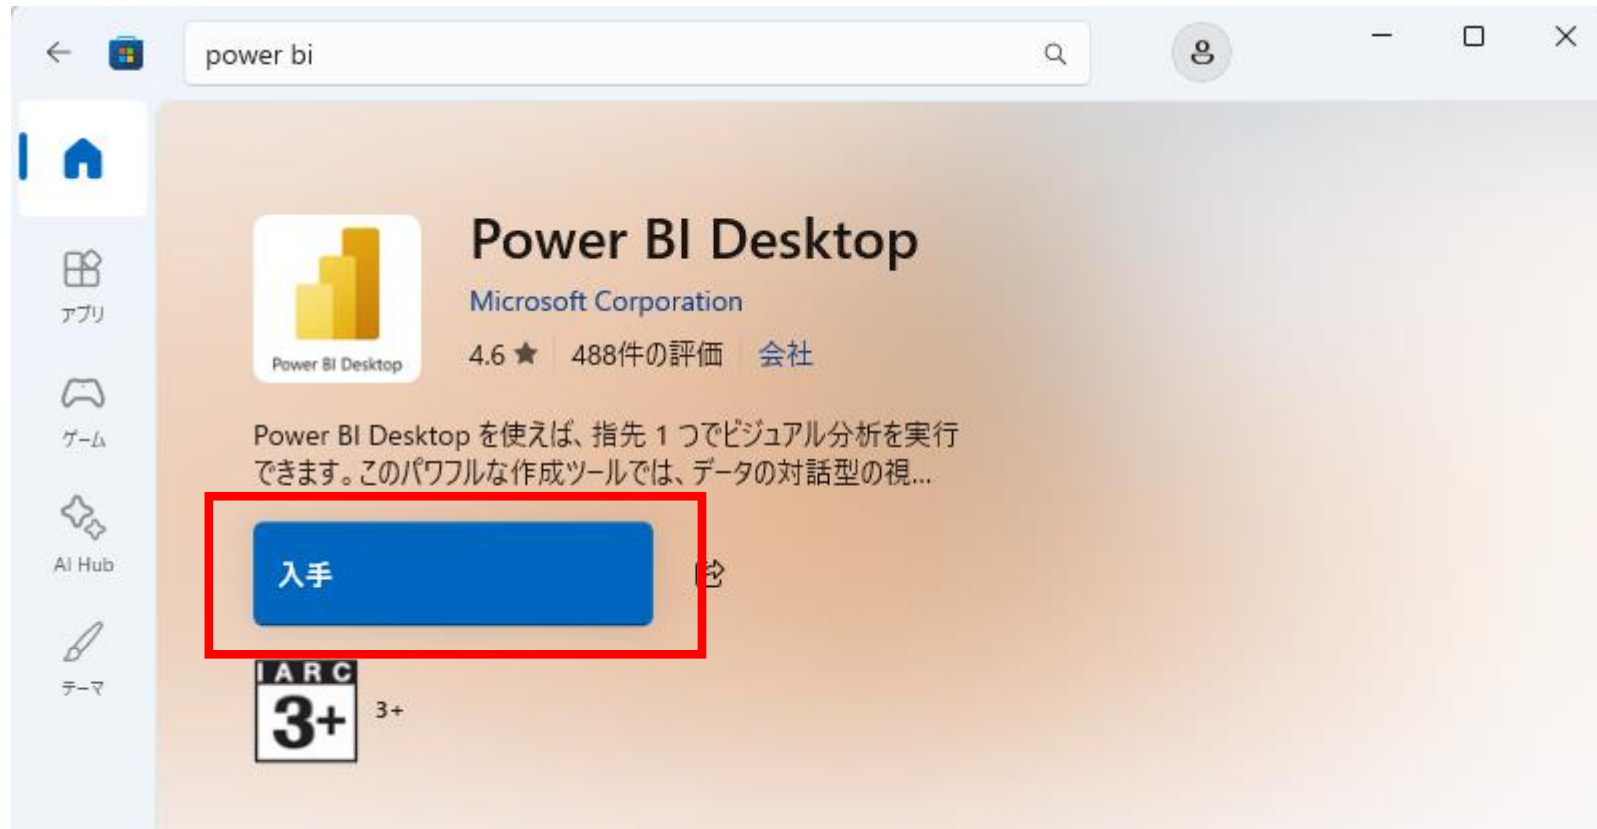 power bi
Power BI Desktop
Microsoft Corporation
4.6 ★ 488件の評価 会社
Power BI Desktop
アプリ
ゲーム
AI Hub
テーマ
Power BI Desktop を使えば、指先 1 つでビジュアル分析を実行
できます。このパワフルな作成ツールでは、データの対話型の視...
入手
IARC
3+
3+